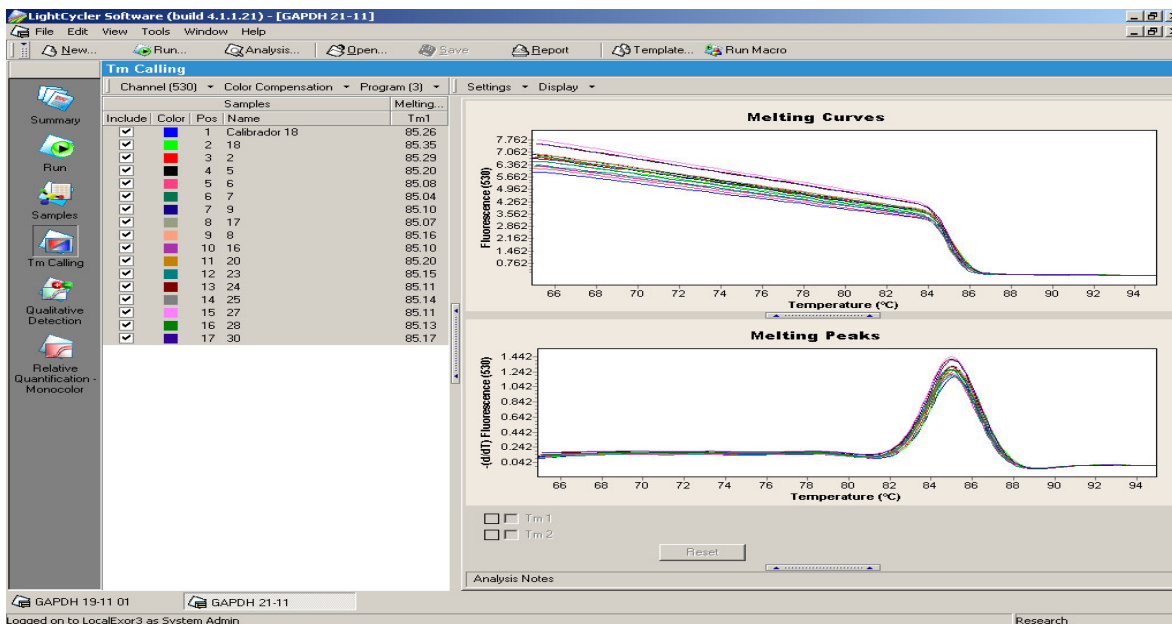 LightCycler Software (build 4.1.1.21) - [GAPDH 21-11]
File Edit View Tools Window Help
New... Run... Analysis... Open... Save Report Template... Run Macro
Tm Calling
Channel (530) Color Compensation Program (3) Settings Display
Summary
Run
Samples
Tm Calling
Qualitative
Detection
Relative
Quantification -
Monocolor
Samples Melting...
Include Color Pos Name Tm1
1 Calibrador 18 85.26
2 18 85.35
3 2 85.29
4 5 85.20
5 6 85.08
6 7 85.04
7 9 85.10
8 17 85.07
9 8 85.16
10 16 85.10
11 20 85.20
12 23 85.15
13 24 85.11
14 25 85.14
15 27 85.11
16 28 85.13
17 30 85.17
Melting Curves
Fluorescence (530)
7.762
7.062
6.362
5.662
4.962
4.262
3.562
2.862
2.162
1.462
0.762
66 68 70 72 74 76 78 80 82 84 86 88 90 92 94
Temperature (°C)
Melting Peaks
-(d/dT) Fluorescence (530)
1.442
1.242
1.042
0.842
0.642
0.442
0.242
0.042
66 68 70 72 74 76 78 80 82 84 86 88 90 92 94
Temperature (°C)
Tm 1
Tm 2
Reset
Analysis Notes
GAPDH 19-11 01 GAPDH 21-11
Logged on to LocalExor3 as System Admin Research